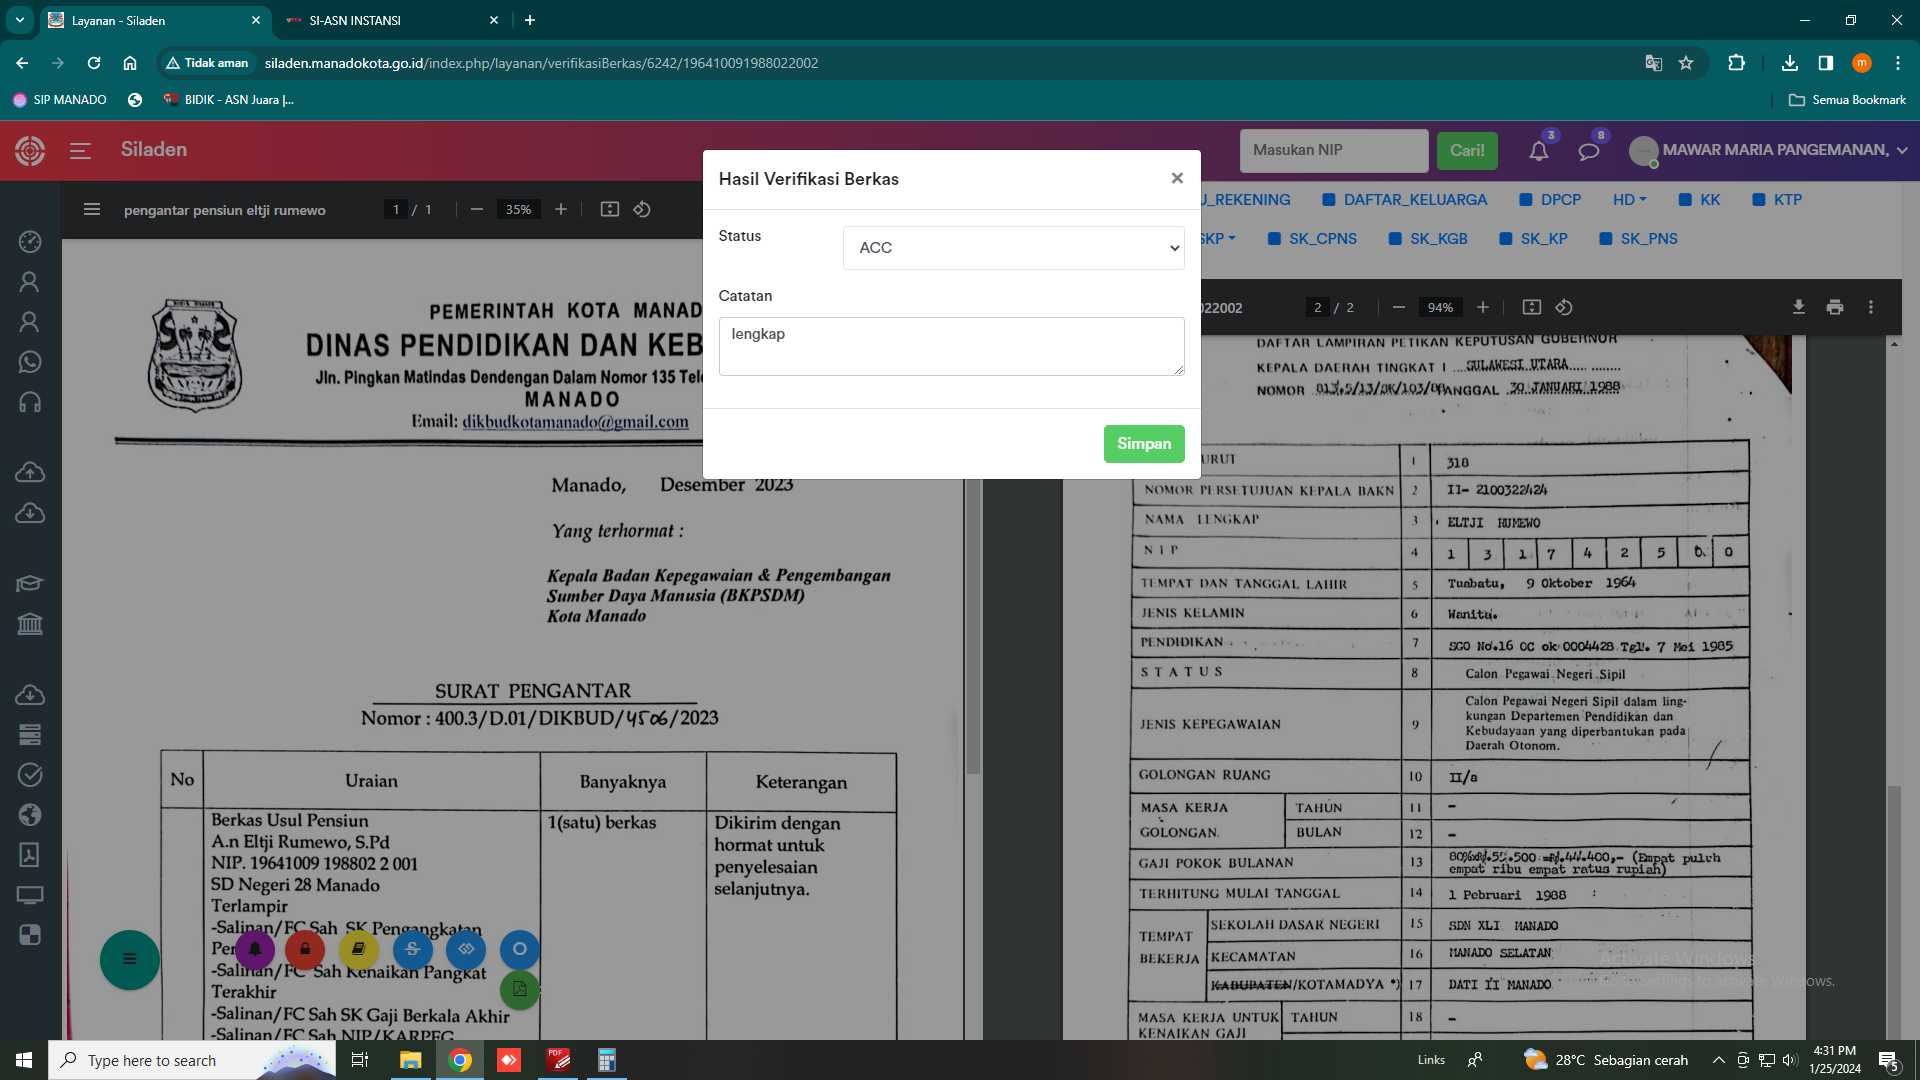 Layanan - Siladen
SI-ASN INSTANSI
Tidak aman
siladen.manadokota.go.id/index.php/layanan/verifikasiBerkas/6242/196410091988022002
m
SIP MANADO
BIDIK - ASN Juara |...
Semua Bookmark
Siladen
Masukan NIP
Cari!
3
8
MAWAR MARIA PANGEMANAN,
pengantar pensiun eltji rumewo
1 / 1
35%
Hasil Verifikasi Berkas
Status
ACC
Catatan
lengkap
Simpan
U_REKENING
DAFTAR_KELUARGA
DPCP
HD
KK
KTP
SKP
SK_CPNS
SK_KGB
SK_KP
SK_PNS
022002
2 / 2
94%
PEMERINTAH KOTA MANAD
DINAS PENDIDIKAN DAN KEB
Jln. Pingkan Matindas Dendengan Dalam Nomor 135 Tel
MANADO
Email: dikbudkotamanado@gmail.com
Manado, Desember 2023
Yang terhormat :
Kepala Badan Kepegawaian & Pengembangan
Sumber Daya Manusia (BKPSDM)
Kota Manado
SURAT PENGANTAR
Nomor : 400.3/D.01/DIKBUD/4506/2023
No Uraian Banyaknya Keterangan
Berkas Usul Pensiun
A.n Eltji Rumewo, S.Pd
NIP. 19641009 198802 2 001
SD Negeri 28 Manado
Terlampir
-Salinan/FC Sah SK Pengangkatan
Per
-Salinan/FC Sah Kenaikan Pangkat
Terakhir
-Salinan/FC Sah SK Gaji Berkala Akhir
-Salinan/FC Sah NIP/KARPEG
1(satu) berkas
Dikirim dengan
hormat untuk
penyelesaian
selanjutnya.
DAFTAR LAMPIRAN PETIKAN KEPUTUSAN GUBERNUR
KEPALA DAERAH TINGKAT I SULAWESI UTARA
NOMOR TANGGAL 30 JANUARI 1988
URUT 1 318
NOMOR PERSETUJUAN KEPALA BAKN 2 II- 2100322424
NAMA LENGKAP 3 ELTJI RUMEWO
N I P 4 1 3 1 7 4 2 5 0 0
TEMPAT DAN TANGGAL LAHIR 5 Tuabatu, 9 Oktober 1964
JENIS KELAMIN 6 Wanita.
PENDIDIKAN 7 SGO No.16 OC ok 0004428 Tgl. 7 Mei 1985
S T A T U S 8 Calon Pegawai Negeri Sipil
JENIS KEPEGAWAIAN 9 Calon Pegawai Negeri Sipil dalam ling-
kungan Departemen Pendidikan dan
Kebudayaan yang diperbantukan pada
Daerah Otonom.
GOLONGAN RUANG 10 II/a
MASA KERJA GOLONGAN. TAHUN 11 -
BULAN 12 -
GAJI POKOK BULANAN 13 80%xRp.55.500 =Rp.44.400,- (Empat puluh
empat ribu empat ratus rupiah)
TERHITUNG MULAI TANGGAL 14 1 Pebruari 1988
TEMPAT BEKERJA SEKOLAH DASAR NEGERI 15 SDN XLI MANADO
KECAMATAN 16 MANADO SELATAN
KABUPATEN/KOTAMADYA *) 17 DATI II MANADO
MASA KERJA UNTUK KENAIKAN GAJI TAHUN 18 -
Activate Windows
Go to Settings to activate Windows.
Type here to search
Links
28°C Sebagian cerah
4:31 PM
1/25/2024
5